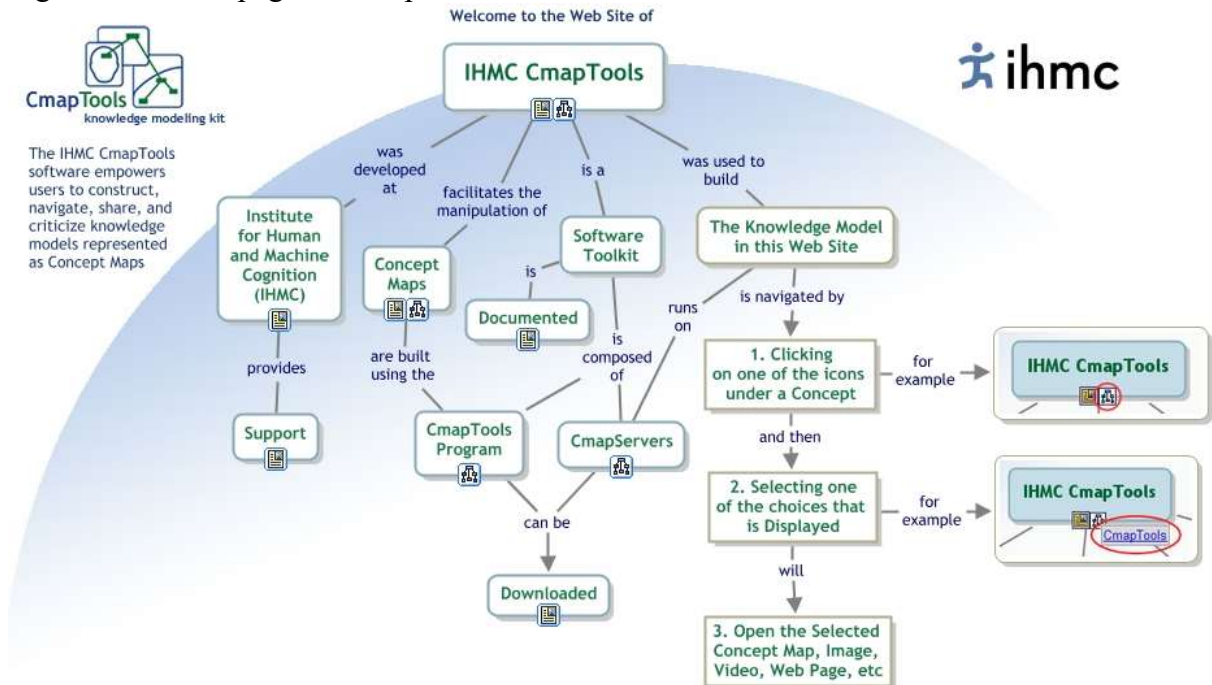 Welcome to the Web Site of
IHMC CmapTools
ihmc
CmapTools
knowledge modeling kit
The IHMC CmapTools
software empowers
users to construct,
navigate, share, and
criticize knowledge
models represented
as Concept Maps
was
developed
at
facilitates the
manipulation of
is a
was used to
build
Institute
for Human
and Machine
Cognition
(IHMC)
Concept
Maps
Software
Toolkit
The Knowledge Model
in this Web Site
is
Documented
runs
on
is navigated by
provides
are built
using the
is
composed
of
1. Clicking
on one of the icons
under a Concept
for
example
IHMC CmapTools
Support
CmapTools
Program
CmapServers
and then
2. Selecting one
of the choices that
is Displayed
for
example
IHMC CmapTools
CmapTools
can be
will
Downloaded
3. Open the Selected
Concept Map, Image,
Video, Web Page, etc